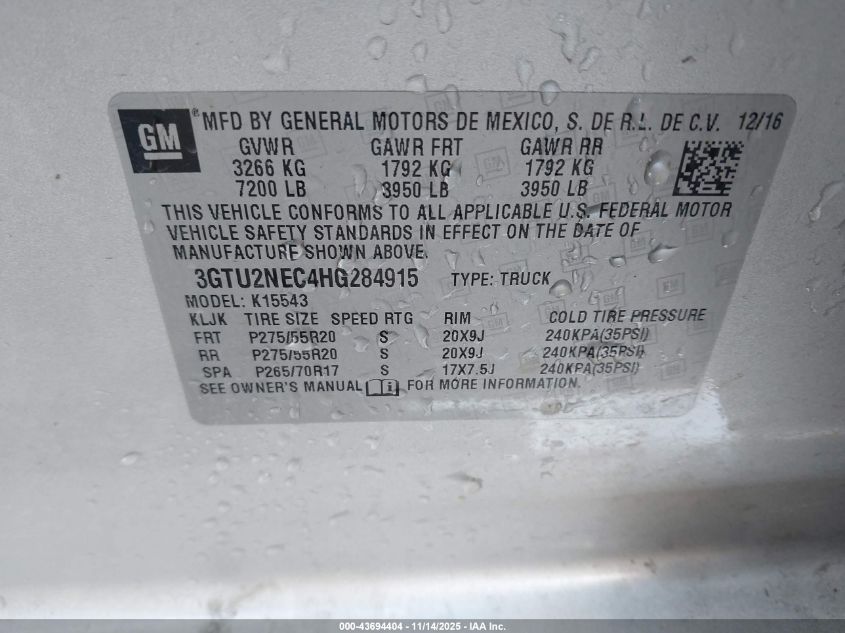 GM ® MFD BY GENERAL MOTORS DE MEXICO, S. DE R.L. DE C.V. 12/16
GVWR GAWR FRT GAWR RR
3266 KG 1792 KG 1792 KG
7200 LB 3950 LB 3950 LB
THIS VEHICLE CONFORMS TO ALL APPLICABLE U.S. FEDERAL MOTOR
VEHICLE SAFETY STANDARDS IN EFFECT ON THE DATE OF
MANUFACTURE SHOWN ABOVE.
3GTU2NEC4HG284915 TYPE: TRUCK
MODEL: K15543
KLJK TIRE SIZE SPEED RTG RIM COLD TIRE PRESSURE
FRT P275/55R20 S 20X9J 240KPA(35PSI)
RR P275/55R20 S 20X9J 240KPA(35PSI)
SPA P265/70R17 S 17X7.5J 240KPA(35PSI)
SEE OWNER'S MANUAL i FOR MORE INFORMATION.
000-43694404 - 11/14/2025 - IAA Inc.